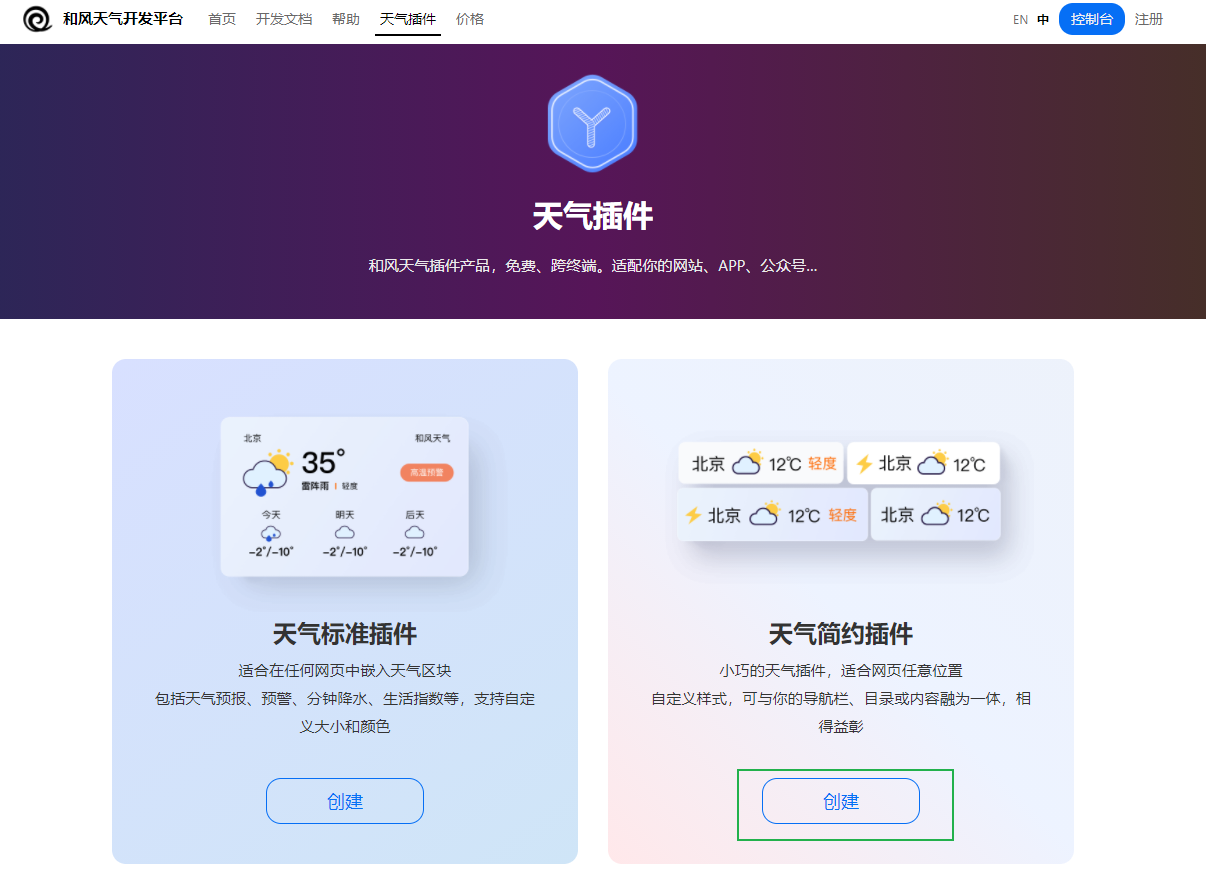 和风天气开发平台 首页 开发文档 帮助 天气插件 价格 EN 中 控制台 注册
天气插件
和风天气插件产品，免费、跨终端。适配你的网站、APP、公众号...
北京 和风天气
35°
高温预警
雷阵雨 | 轻度
今天 明天 后天
-2°/-10° -2°/-10° -2°/-10°
天气标准插件
适合在任何网页中嵌入天气区块
包括天气预报、预警、分钟降水、生活指数等，支持自定
义大小和颜色
创建
北京 12℃ 轻度 北京 12℃
北京 12℃ 轻度 北京 12℃
天气简约插件
小巧的天气插件，适合网页任意位置
自定义样式，可与你的导航栏、目录或内容融为一体，相
得益彰
创建